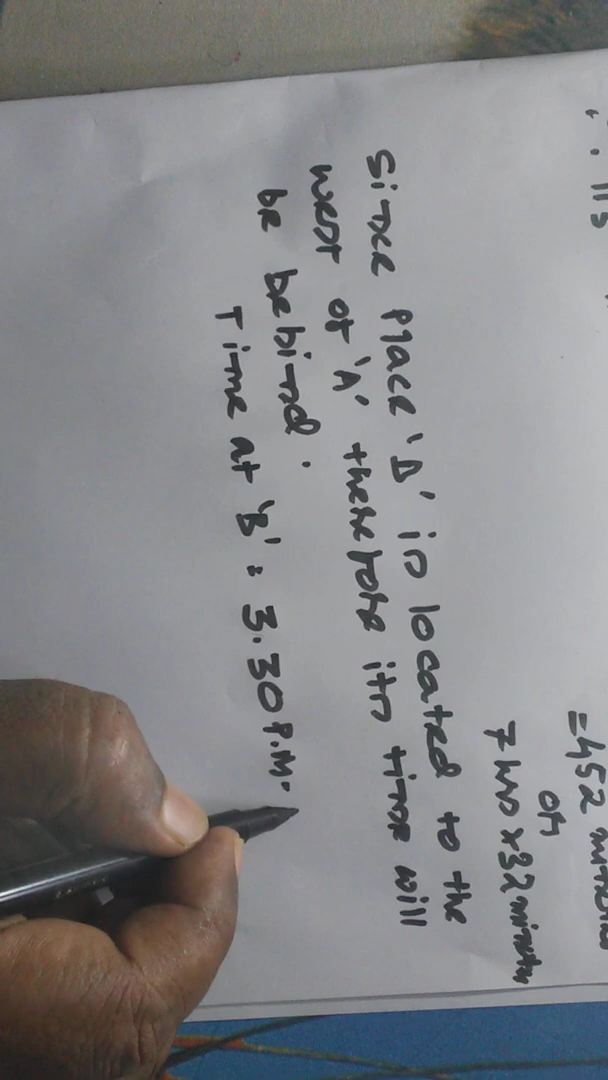 = 452 minutes
or
7 hrs x 32 minutes
Since place 'B' is located to the
west of 'A' therefore its time will
be behind.
Time at 'B' = 3.30 P.M.